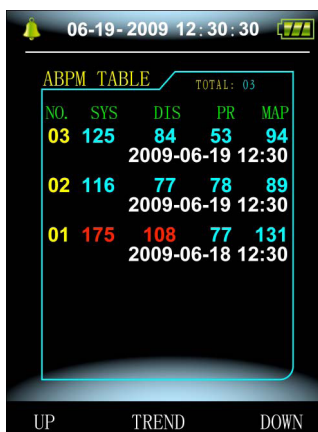 06-19-2009 12:30:30
ABPM TABLE TOTAL: 03
NO. SYS DIS PR MAP
03 125 84 53 94
2009-06-19 12:30
02 116 77 78 89
2009-06-19 12:30
01 175 108 77 131
2009-06-18 12:30
UP TREND DOWN